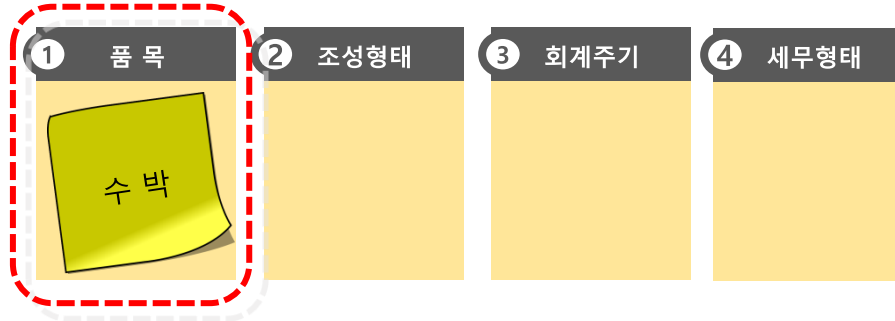 1 품 목
2 조성형태
3 회계주기
4 세무형태
수 박